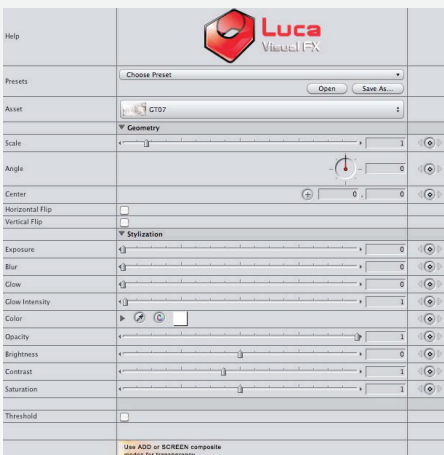 Help
Luca
Visual FX
Presets
Choose Preset
Open
Save As...
Asset
GT07
Geometry
Scale
1
Angle
0
Center
0 , 0
Horizontal Flip
Vertical Flip
Stylization
Exposure
0
Blur
0
Glow
0
Glow Intensity
1
Color
Opacity
1
Brightness
0
Contrast
1
Saturation
1
Threshold
Use ADD or SCREEN composite
modes for transparency